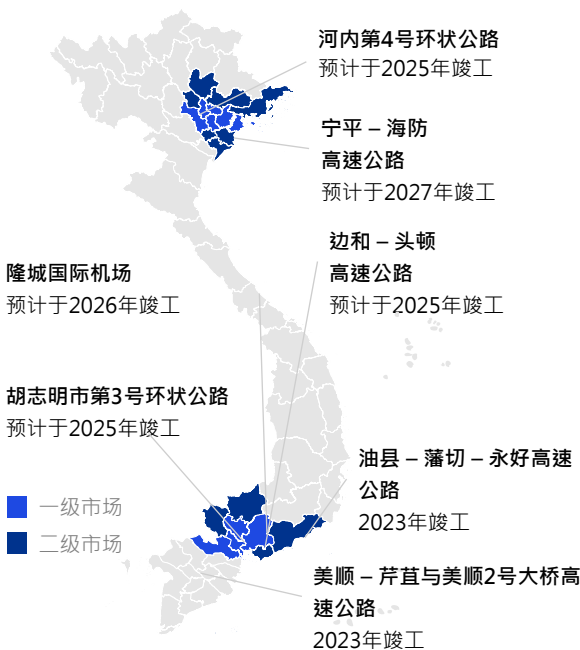 河内第4号环状公路
预计于2025年竣工
宁平 – 海防
高速公路
预计于2027年竣工
边和 – 头顿
高速公路
预计于2025年竣工
隆城国际机场
预计于2026年竣工
胡志明市第3号环状公路
预计于2025年竣工
油县 – 藩切 – 永好高速
公路
2023年竣工
一级市场
二级市场
美顺 – 芹苴与美顺2号大桥高
速公路
2023年竣工